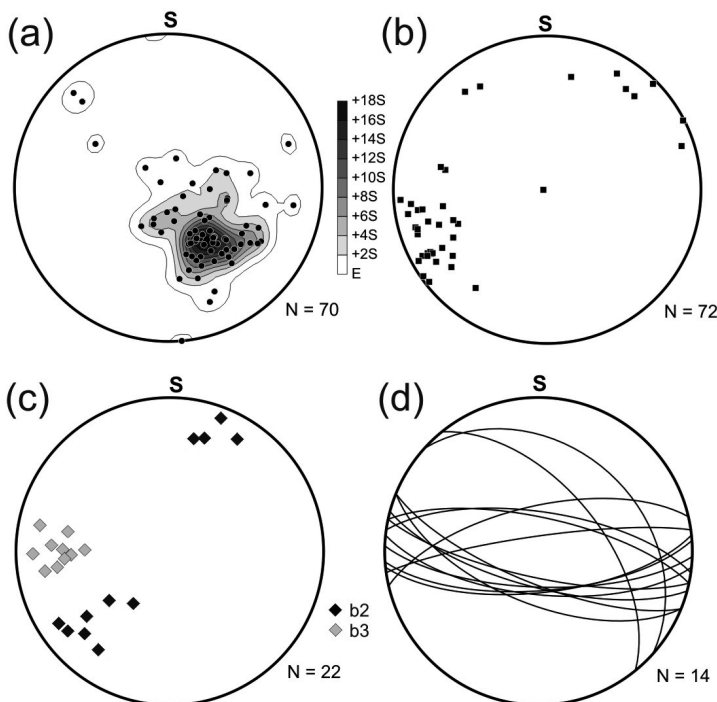 (a)
S
+18S
+16S
+14S
+12S
+10S
+8S
+6S
+4S
+2S
E
N = 70
(b)
S
N = 72
(c)
S
b2
b3
N = 22
(d)
S
N = 14